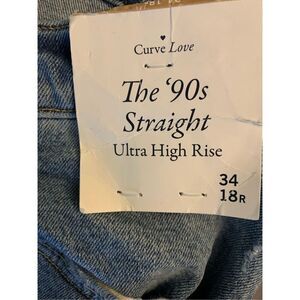 Curve Love
The ‘90s
Straight
Ultra High Rise
34
18R